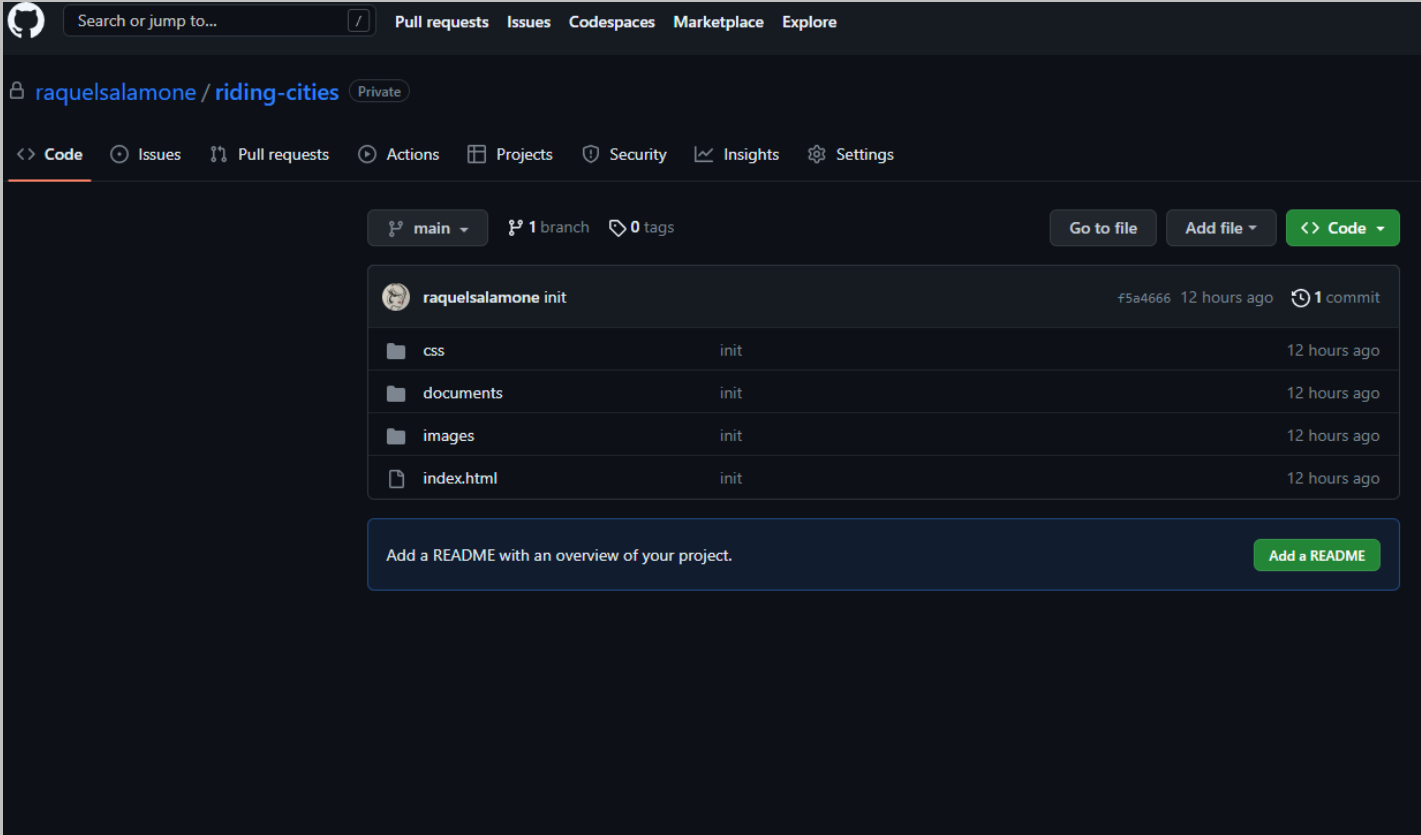 Search or jump to... /
Pull requests Issues Codespaces Marketplace Explore
raquelsalamone / riding-cities Private
Code Issues Pull requests Actions Projects Security Insights Settings
main 1 branch 0 tags Go to file Add file Code
raquelsalamone init f5a4666 12 hours ago 1 commit
css init 12 hours ago
documents init 12 hours ago
images init 12 hours ago
index.html init 12 hours ago
Add a README with an overview of your project. Add a README